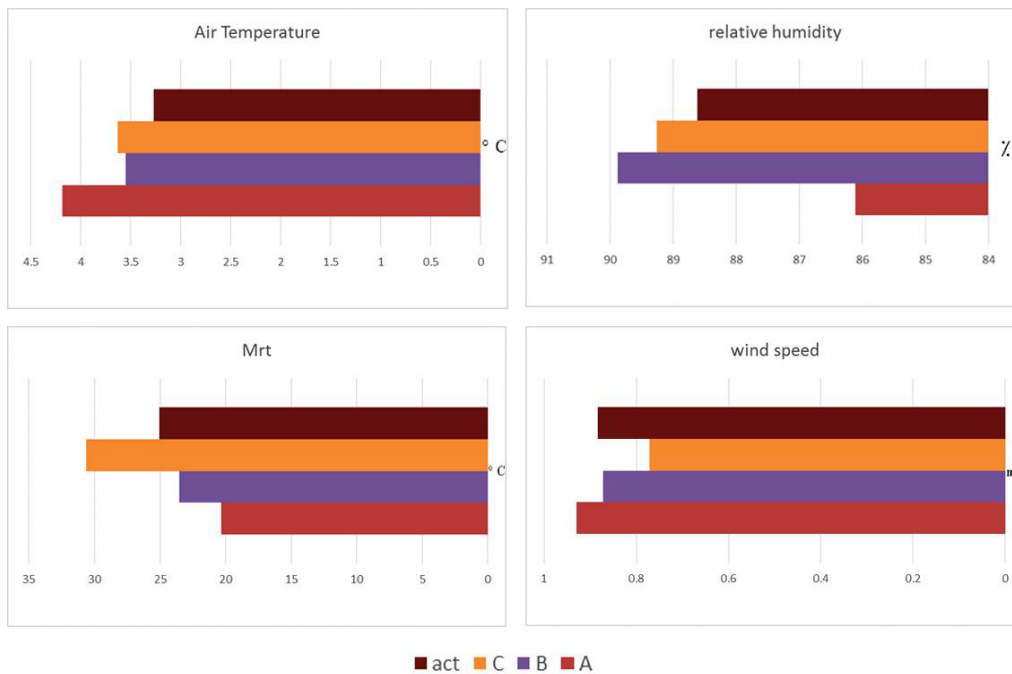 Air Temperature
° C
4.5 4 3.5 3 2.5 2 1.5 1 0.5 0
relative humidity
٪
91 90 89 88 87 86 85 84
Mrt
° C
35 30 25 20 15 10 5 0
wind speed
1 0.8 0.6 0.4 0.2 0
act C B A